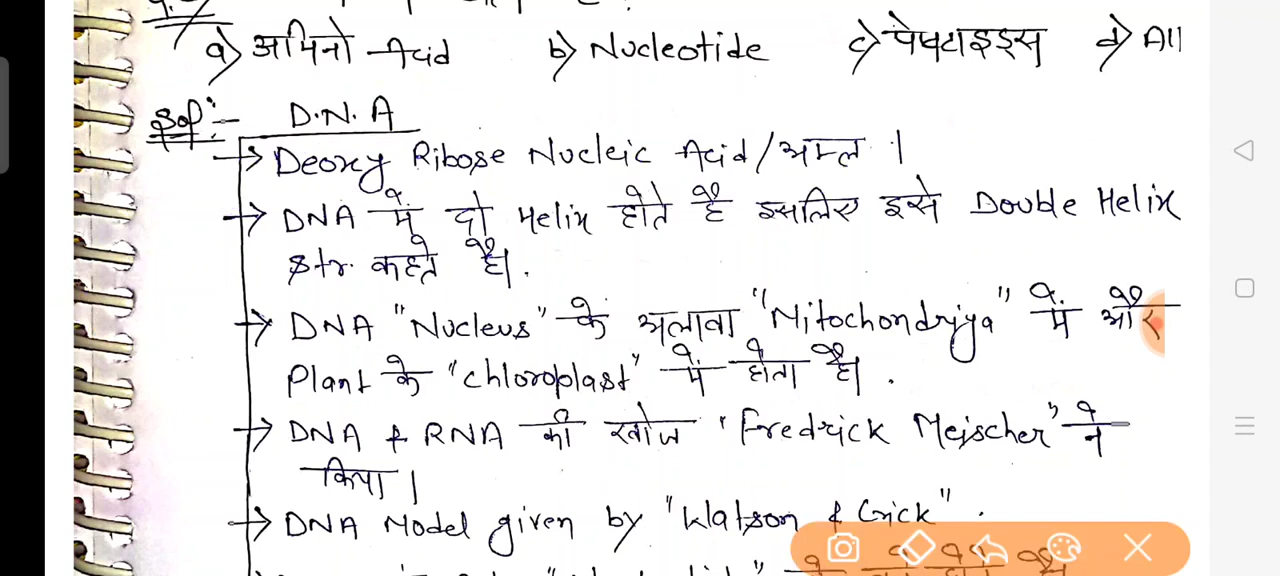 a) अमिनो Acid b) Nucleotide c) पेप्टाइड्स d) All
Sol:- D.N.A
→ Deoxy Ribose Nucleic Acid/अम्ल ।
→ DNA में दो Helix होते है इसलिए इसे Double Helix
str. कहते है।.
→ DNA "Nucleus" के अलावा "Mitochondriya" में और
Plant के "Chloroplast" में होता है।.
→ DNA & RNA की खोज "Fredrick Meischer" ने
किया।
→ DNA Model given by "Watson & Crick".